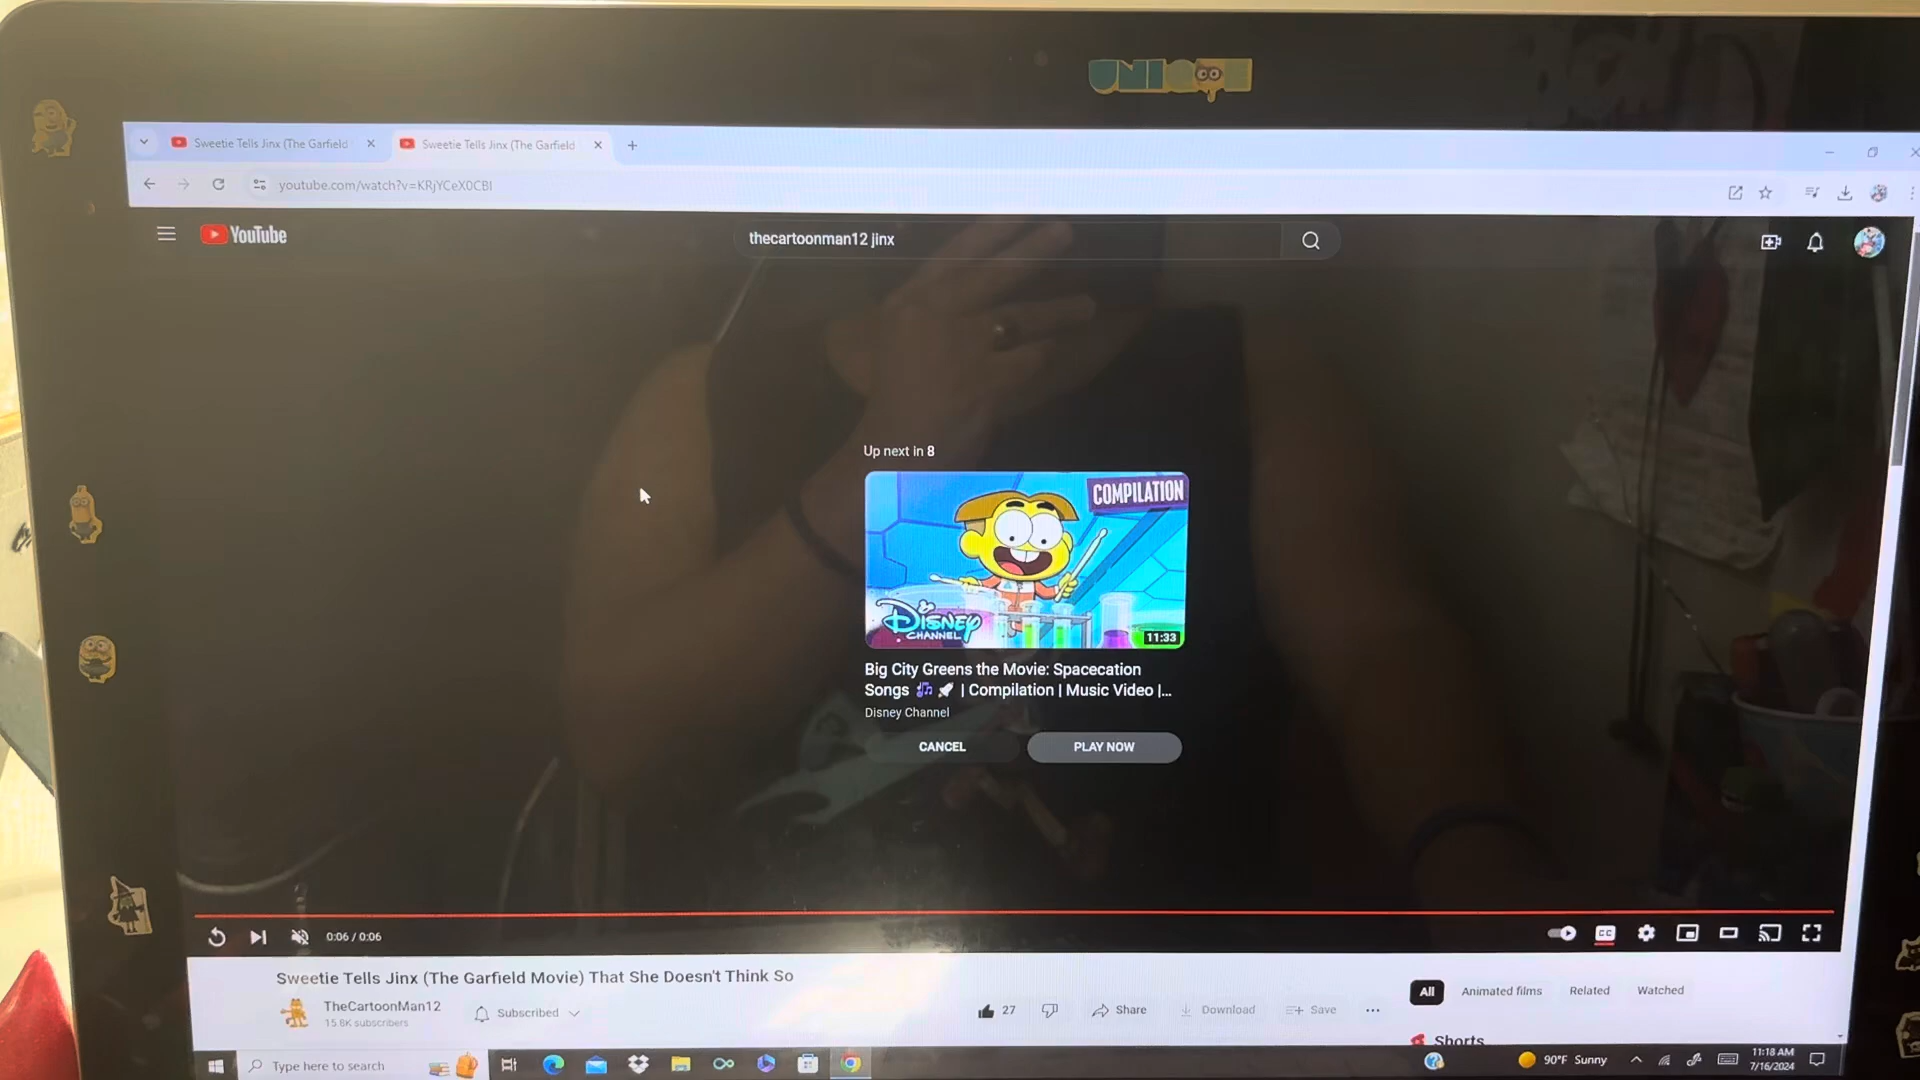 UNICORN
Sweetie Tells Jinx (The Garfield
Sweetie Tells Jinx (The Garfield
youtube.com/watch?v=KRjYCeX0CBI
YouTube
thecartoonman12 jinx
Up next in 8
COMPILATION
DISNEY
CHANNEL
11:33
Big City Greens the Movie: Spacecation
Songs 🎶 🚀 | Compilation | Music Video |...
Disney Channel
CANCEL
PLAY NOW
0:06 / 0:06
CC
Sweetie Tells Jinx (The Garfield Movie) That She Doesn't Think So
TheCartoonMan12
15.8K subscribers
Subscribed
27
Share
Download
Save
All
Animated films
Related
Watched
Shorts
Type here to search
90°F Sunny
11:18 AM
7/16/2024